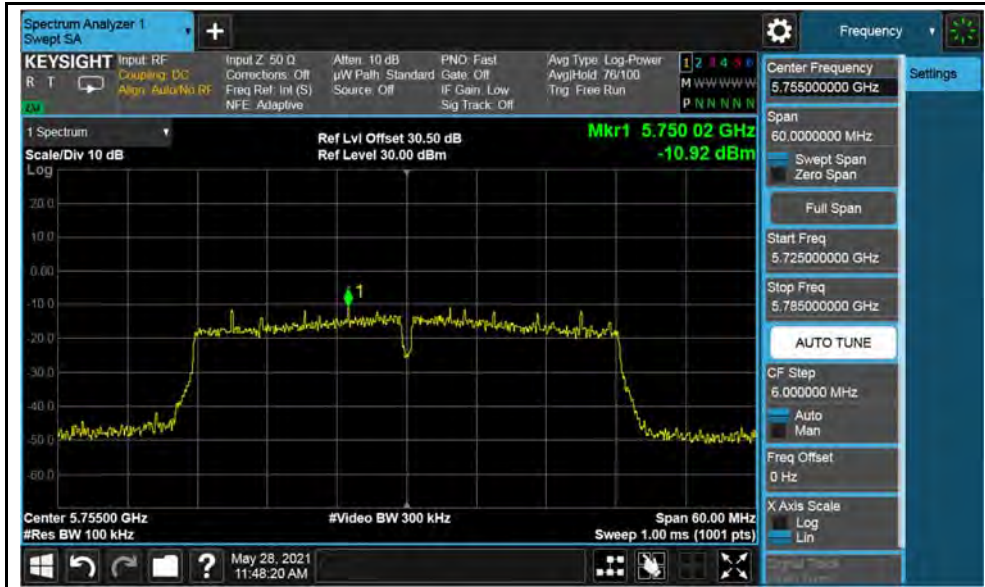 Spectrum Analyzer 1
Swept SA
Frequency
KEYSIGHT
R T
Input: RF
Coupling: DC
Align: Auto/No RF
Input Z: 50 Ω
Corrections: Off
Freq Ref: Int (S)
NFE: Adaptive
Atten: 10 dB
µW Path: Standard
Source: Off
PNO: Fast
Gate: Off
IF Gain: Low
Sig Track: Off
Avg Type: Log-Power
Avg|Hold: 76/100
Trig: Free Run
1 2 3 4 5 6
M W W W W W W
P N N N N N
1 Spectrum
Scale/Div 10 dB
Log
Ref Lvl Offset 30.50 dB
Ref Level 30.00 dBm
Mkr1 5.750 02 GHz
-10.92 dBm
20.0
10.0
0.00
-10.0
-20.0
-30.0
-40.0
-50.0
-60.0
1
Center 5.75500 GHz
#Res BW 100 kHz
#Video BW 300 kHz
Span 60.00 MHz
Sweep 1.00 ms (1001 pts)
?
May 28, 2021
11:48:20 AM
Center Frequency
5.755000000 GHz
Span
60.0000000 MHz
Swept Span
Zero Span
Full Span
Start Freq
5.725000000 GHz
Stop Freq
5.785000000 GHz
AUTO TUNE
CF Step
6.000000 MHz
Auto
Man
Freq Offset
0 Hz
X Axis Scale
Log
Lin
Signal Track
Settings